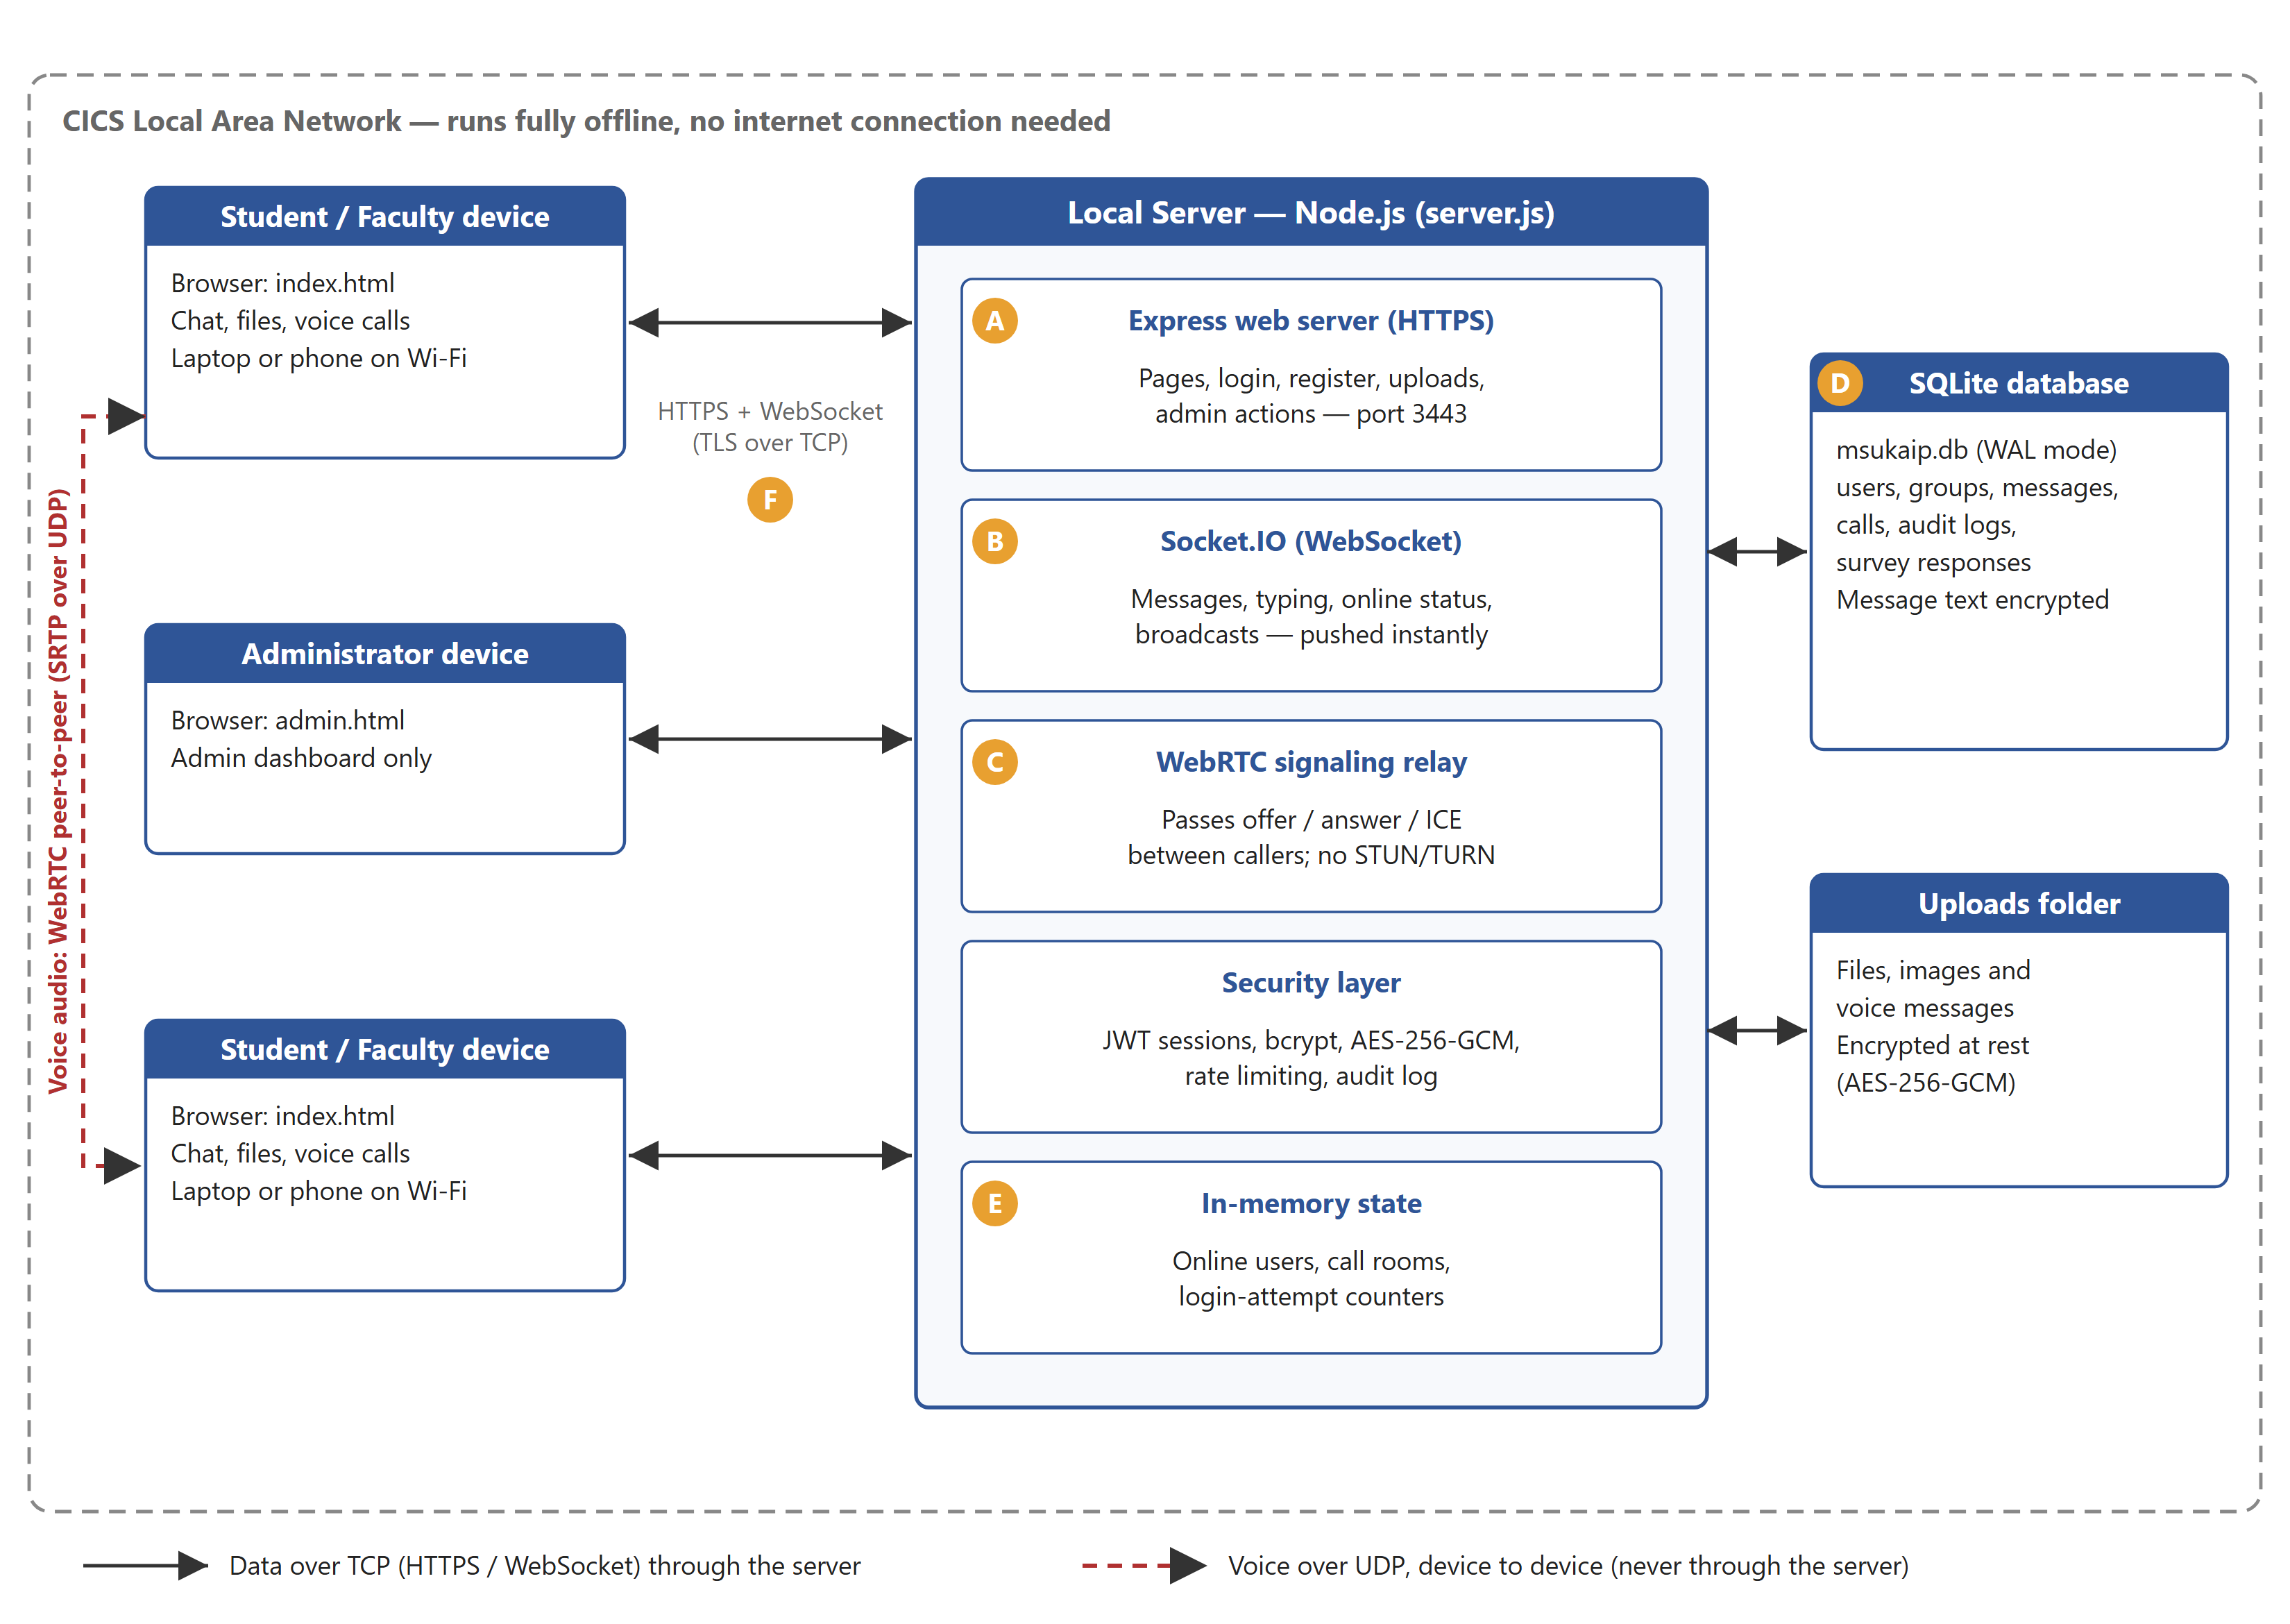 CICS Local Area Network — runs fully offline, no internet connection needed
Student / Faculty device
Browser: index.html
Chat, files, voice calls
Laptop or phone on Wi-Fi
HTTPS + WebSocket
(TLS over TCP)
F
Administrator device
Browser: admin.html
Admin dashboard only
Student / Faculty device
Browser: index.html
Chat, files, voice calls
Laptop or phone on Wi-Fi
Voice audio: WebRTC peer-to-peer (SRTP over UDP)
Local Server — Node.js (server.js)
A
Express web server (HTTPS)
Pages, login, register, uploads,
admin actions — port 3443
B
Socket.IO (WebSocket)
Messages, typing, online status,
broadcasts — pushed instantly
C
WebRTC signaling relay
Passes offer / answer / ICE
between callers; no STUN/TURN
Security layer
JWT sessions, bcrypt, AES-256-GCM,
rate limiting, audit log
E
In-memory state
Online users, call rooms,
login-attempt counters
D
SQLite database
msukaip.db (WAL mode)
users, groups, messages,
calls, audit logs,
survey responses
Message text encrypted
Uploads folder
Files, images and
voice messages
Encrypted at rest
(AES-256-GCM)
Data over TCP (HTTPS / WebSocket) through the server
Voice over UDP, device to device (never through the server)